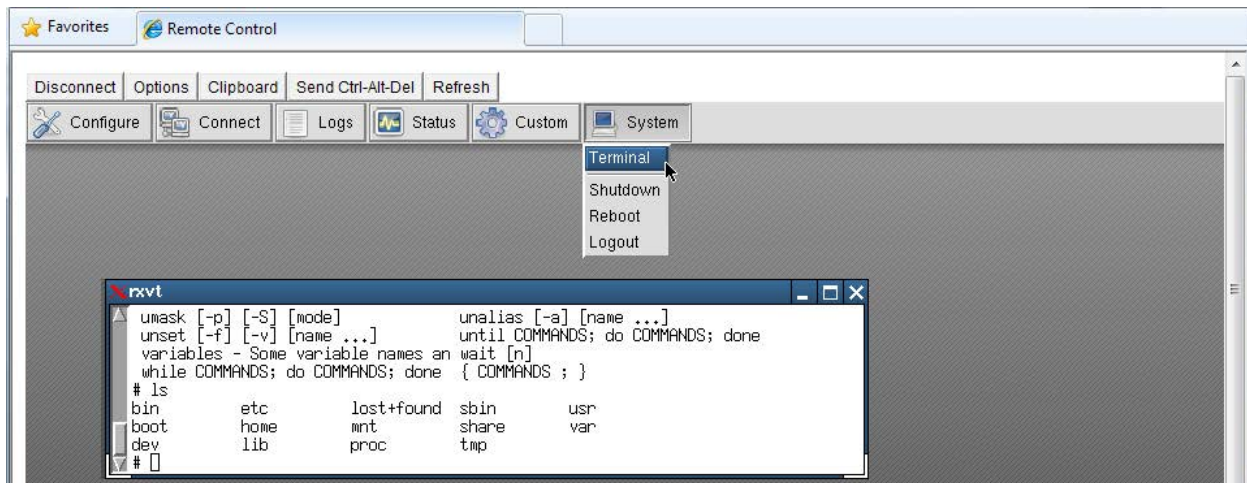 Favorites Remote Control
Disconnect Options Clipboard Send Ctrl-Alt-Del Refresh
Configure Connect Logs Status Custom System
Terminal
Shutdown
Reboot
Logout
rxvt
umask [-p] [-S] [mode] unalias [-a] [name ...]
unset [-f] [-v] [name ...] until COMMANDS; do COMMANDS; done
variables - Some variable names an wait [n]
while COMMANDS; do COMMANDS; done { COMMANDS ; }
# ls
bin etc lost+found sbin usr
boot home mnt share var
dev lib proc tmp
#